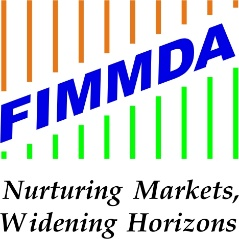 FIMMDA
Nurturing Markets,
Widening Horizons